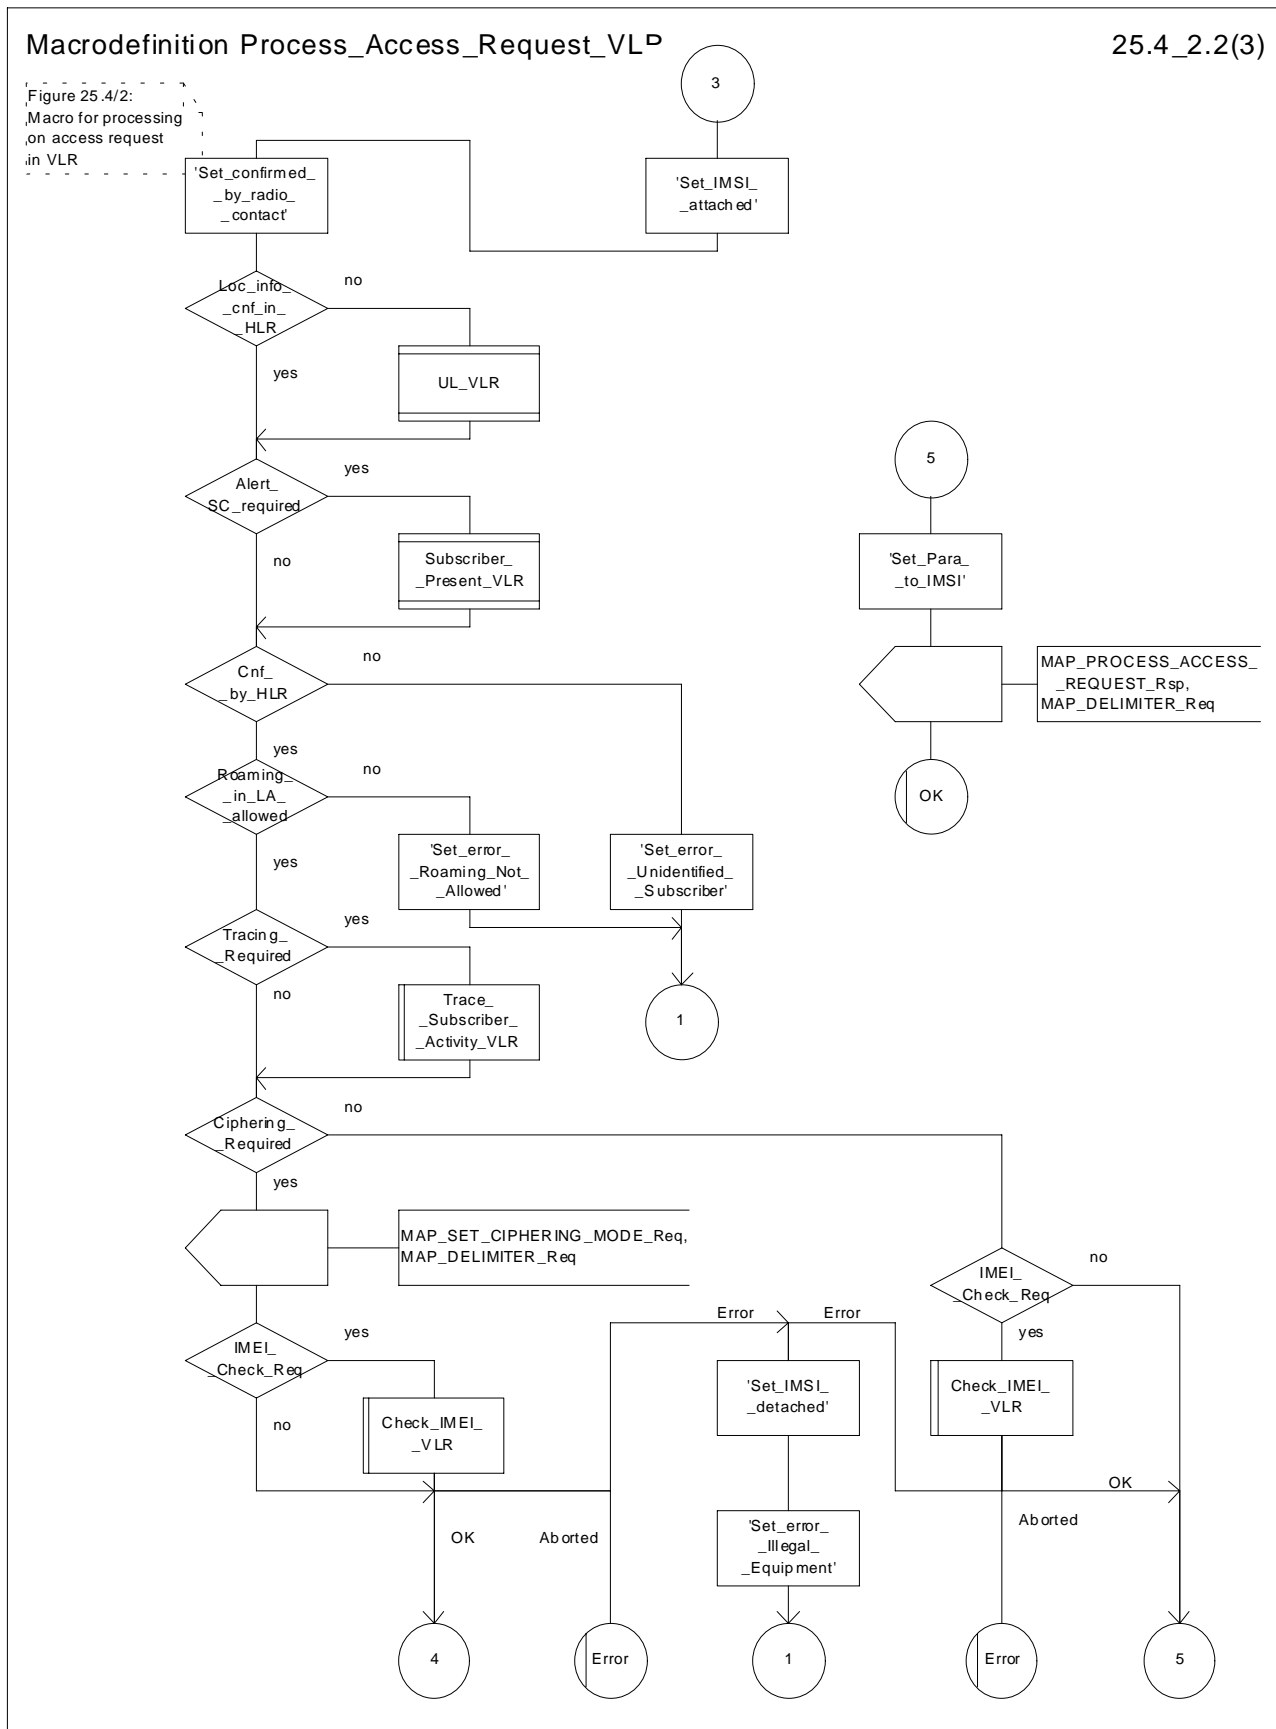 Macrodefinition Process_Access_Request_VLR
25.4_2.2(3)
Figure 25.4/2:
Macro for processing
on access request
in VLR
3
'Set_confirmed_
_by_radio_
_contact'
'Set_IMSI_
_attached'
Loc_info_
_cnf_in_
_HLR
no
yes
UL_VLR
Alert_
SC_required
yes
no
Subscriber_
_Present_VLR
5
'Set_Para_
_to_IMSI'
Cnf_
_by_HLR
no
yes
MAP_PROCESS_ACCESS_
_REQUEST_Rsp,
MAP_DELIMITER_Req
OK
Roaming_
_in_LA_
_allowed
no
yes
'Set_error_
_Roaming_Not_
_Allowed'
'Set_error_
_Unidentified_
_Subscriber'
Tracing_
_Required
yes
no
Trace_
_Subscriber_
_Activity_VLR
1
Ciphering_
_Required
no
yes
MAP_SET_CIPHERING_MODE_Req,
MAP_DELIMITER_Req
IMEI_
_Check_Req
no
yes
IMEI_
_Check_Req
yes
no
Error
Error
Check_IMEI_
_VLR
'Set_IMSI_
_detached'
Check_IMEI_
_VLR
OK
Aborted
'Set_error_
_Illegal_
_Equipment'
OK
Aborted
4
Error
1
Error
5